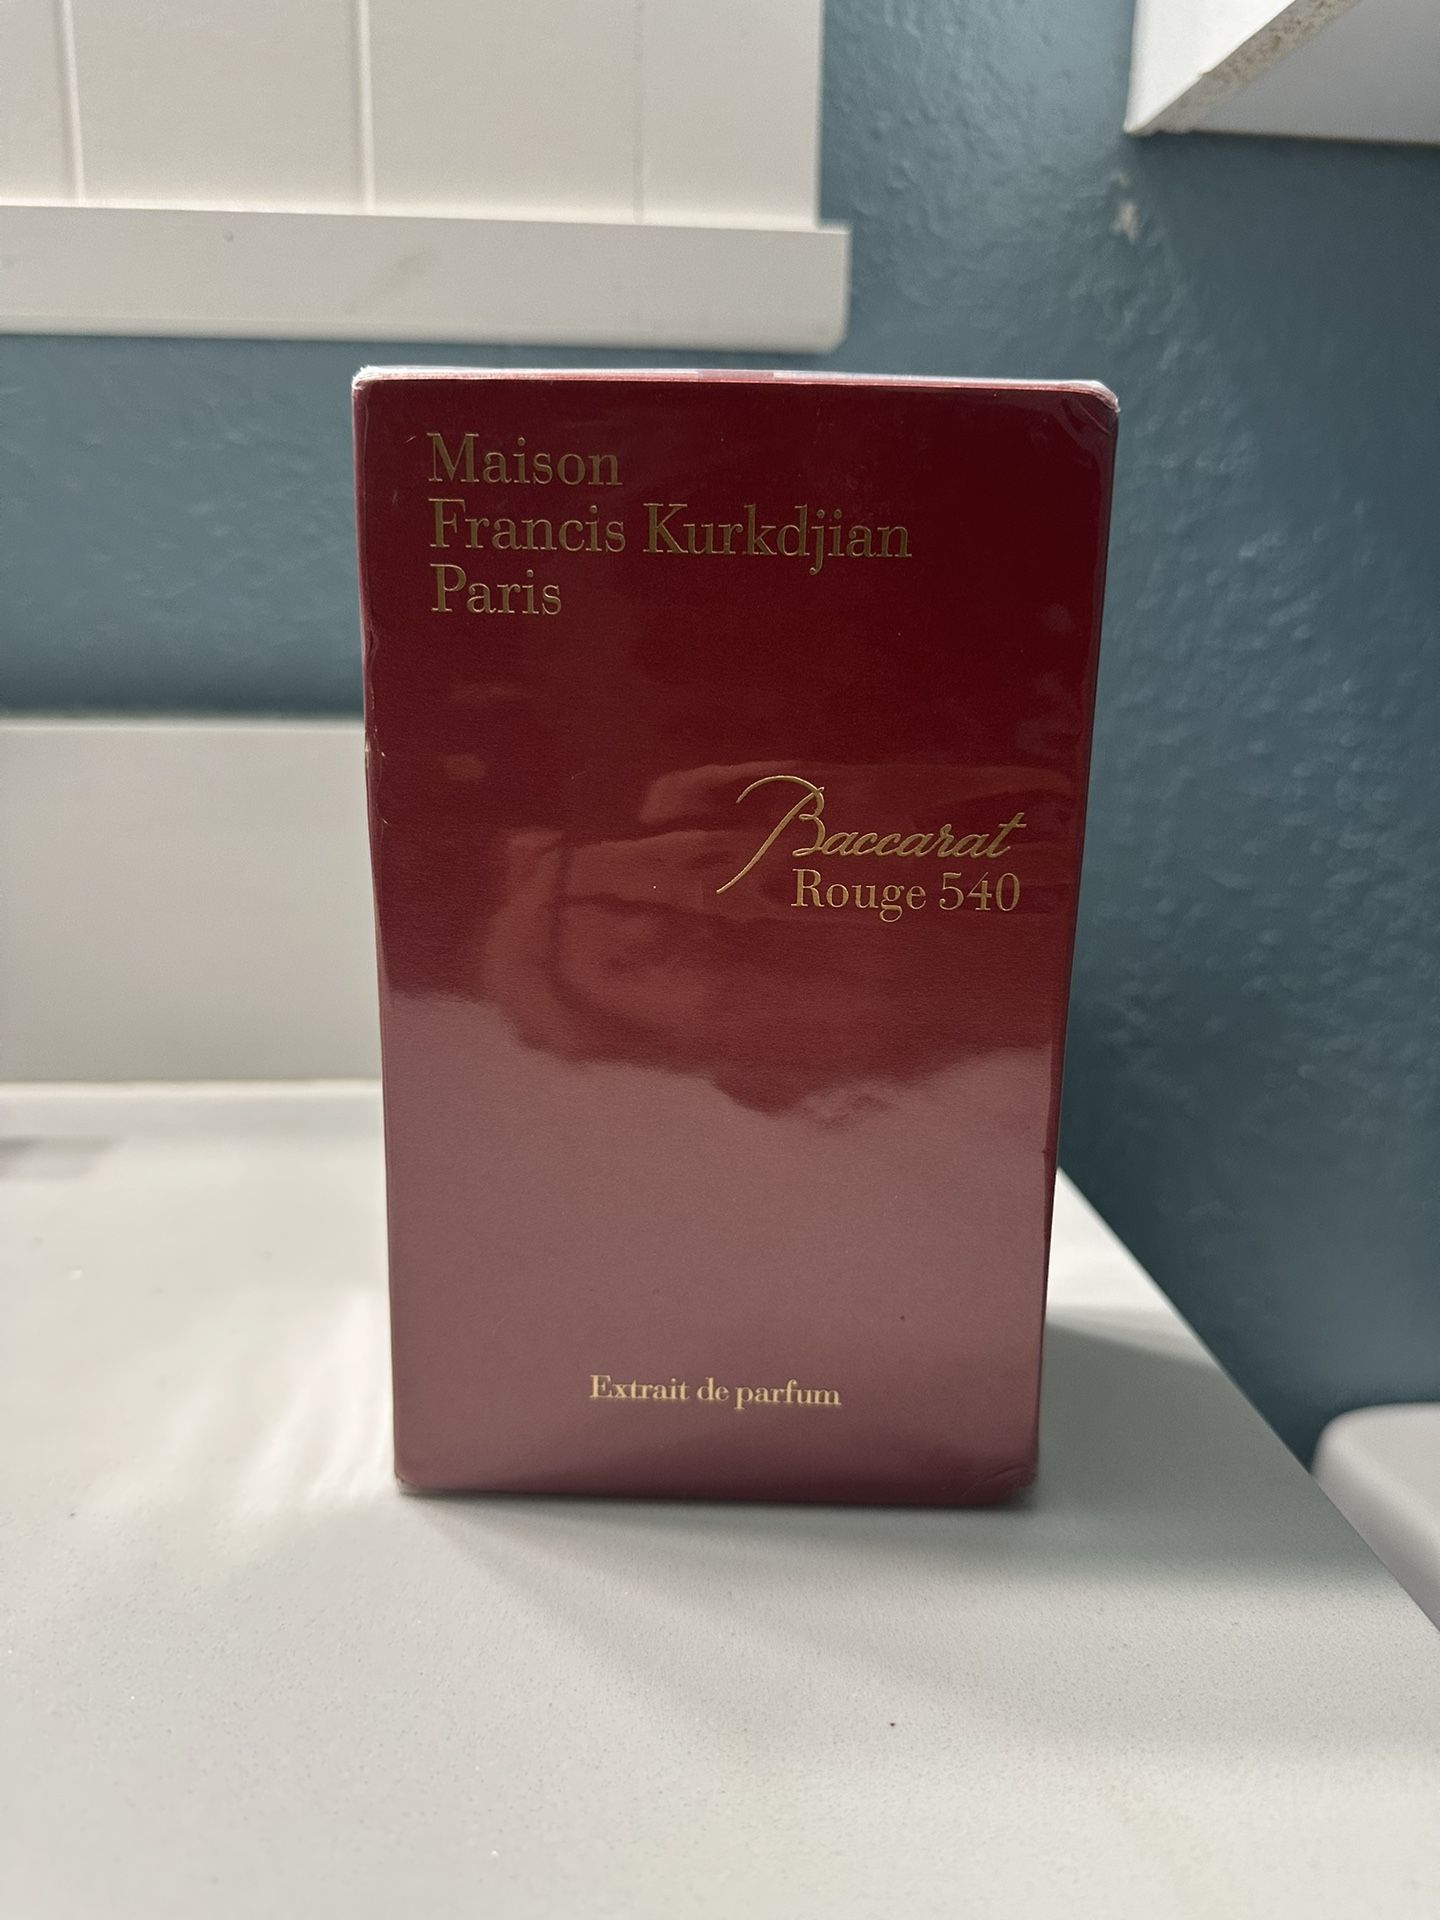 Maison
Francis Kurkdjian
Paris
Baccarat
Rouge 540
Extrait de parfum